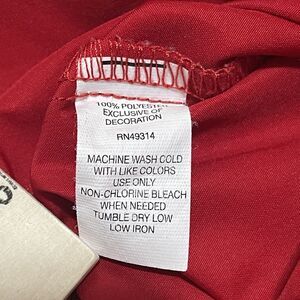 100% POLYESTER
EXCLUSIVE OF
DECORATION
RN49314
MACHINE WASH COLD
WITH LIKE COLORS
USE ONLY
NON-CHLORINE BLEACH
WHEN NEEDED
TUMBLE DRY LOW
LOW IRON